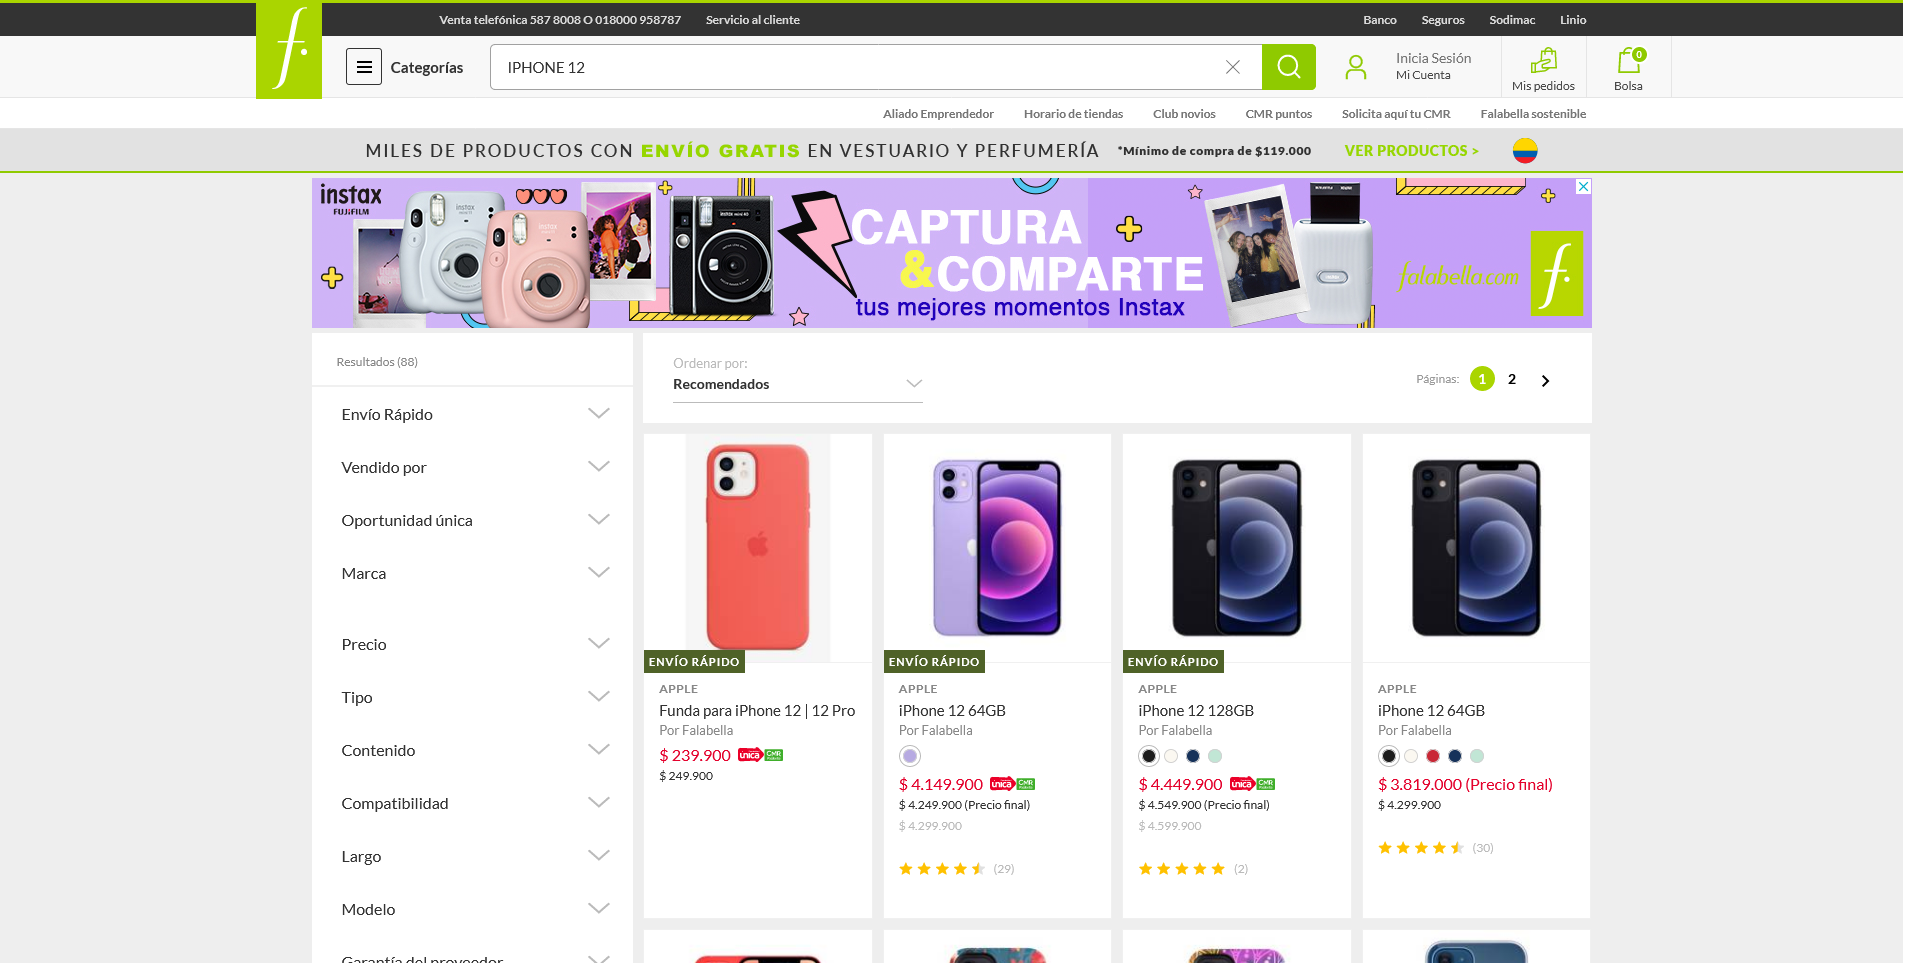 Venta telefónica 587 8008 O 018000 958787 Servicio al cliente Banco Seguros Sodimac Linio
f.
Categorías
IPHONE 12
Inicia Sesión
Mi Cuenta
Mis pedidos
0
Bolsa
Aliado Emprendedor Horario de tiendas Club novios CMR puntos Solicita aquí tu CMR Falabella sostenible
MILES DE PRODUCTOS CON ENVÍO GRATIS EN VESTUARIO Y PERFUMERÍA *Mínimo de compra de $119.000 VER PRODUCTOS >
instax
FUJIFILM
CAPTURA
&COMPARTE
tus mejores momentos Instax
falabella.com
f.
Resultados (88)
Envío Rápido
Vendido por
Oportunidad única
Marca
Precio
Tipo
Contenido
Compatibilidad
Largo
Modelo
Garantía del proveedor
Ordenar por:
Recomendados
Páginas: 1 2
ENVÍO RÁPIDO
APPLE
Funda para iPhone 12 | 12 Pro
Por Falabella
$ 239.900 única CMR
$ 249.900
ENVÍO RÁPIDO
APPLE
iPhone 12 64GB
Por Falabella
$ 4.149.900 única CMR
$ 4.249.900 (Precio final)
$ 4.299.900
(29)
ENVÍO RÁPIDO
APPLE
iPhone 12 128GB
Por Falabella
$ 4.449.900 única CMR
$ 4.549.900 (Precio final)
$ 4.599.900
(2)
APPLE
iPhone 12 64GB
Por Falabella
$ 3.819.000 (Precio final)
$ 4.299.900
(30)